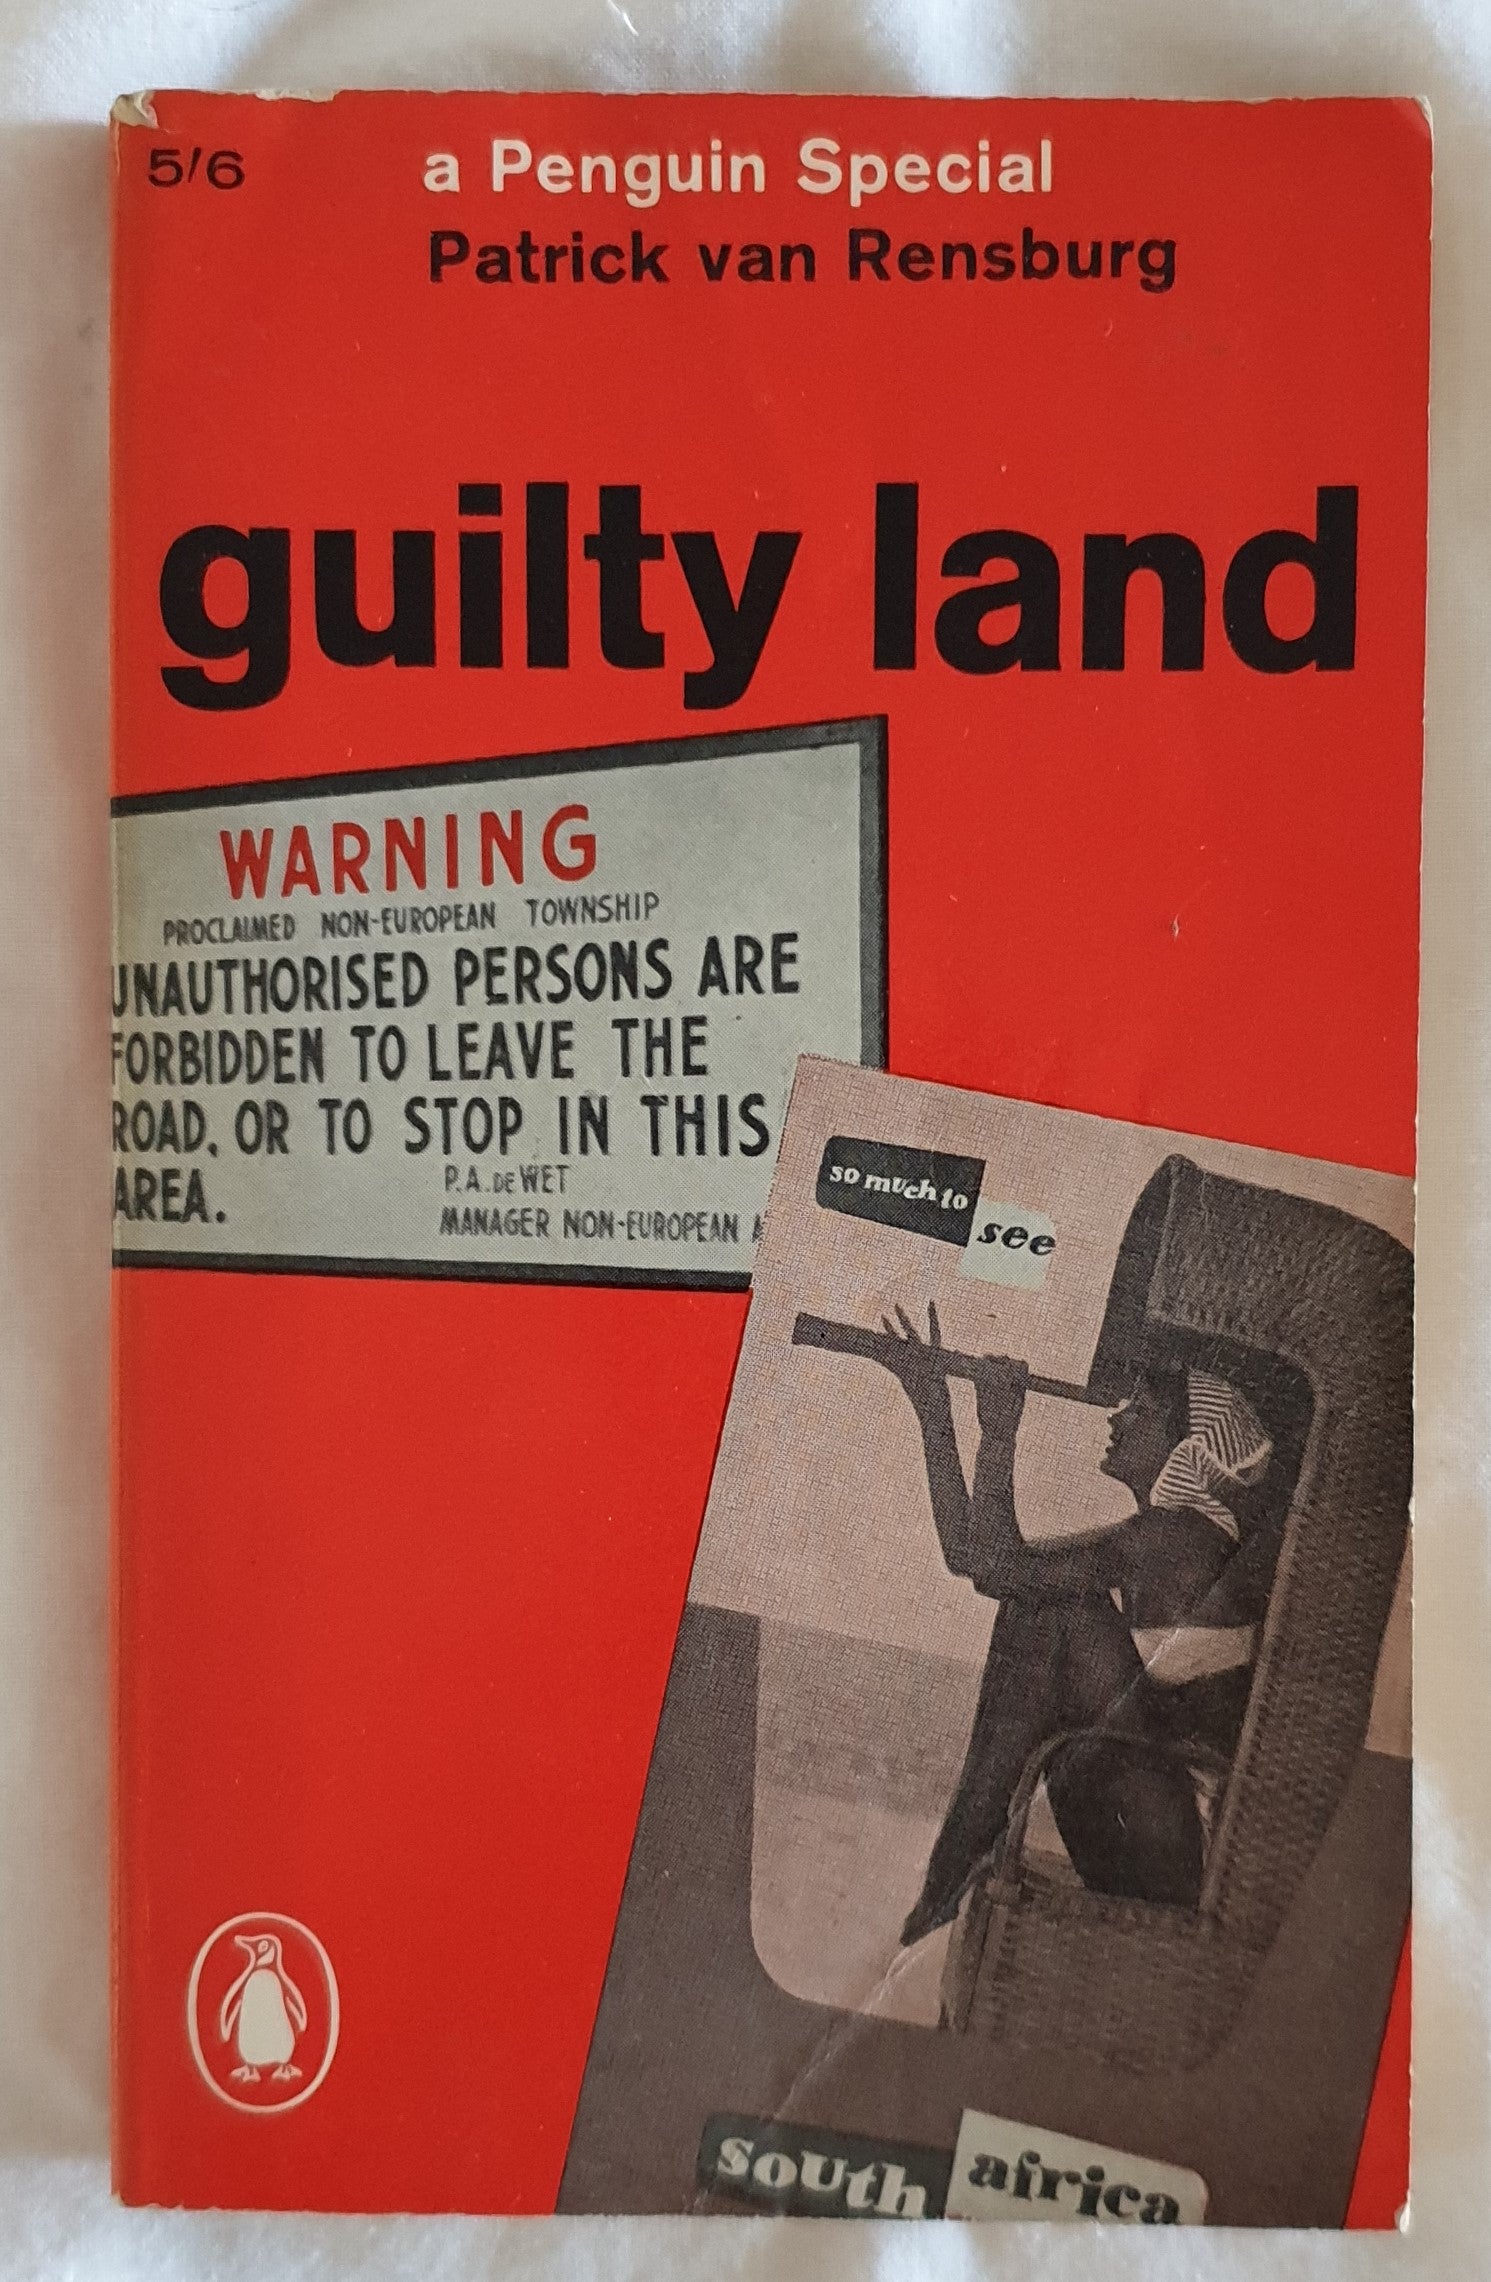 5/6
a Penguin Special
Patrick van Rensburg
guilty land
WARNING
PROCLAIMED NON-EUROPEAN TOWNSHIP
UNAUTHORISED PERSONS ARE
FORBIDDEN TO LEAVE THE
ROAD, OR TO STOP IN THIS
AREA.
P.A. DE WET
MANAGER NON-EUROPEAN
so much to
see
south africa